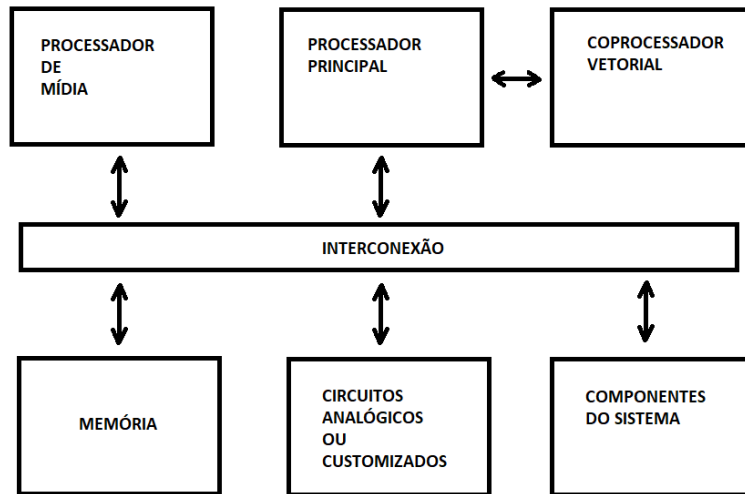 PROCESSADOR
DE
MÍDIA
PROCESSADOR
PRINCIPAL
COPROCESSADOR
VETORIAL
INTERCONEXÃO
MEMÓRIA
CIRCUITOS
ANALÓGICOS
OU
CUSTOMIZADOS
COMPONENTES
DO SISTEMA